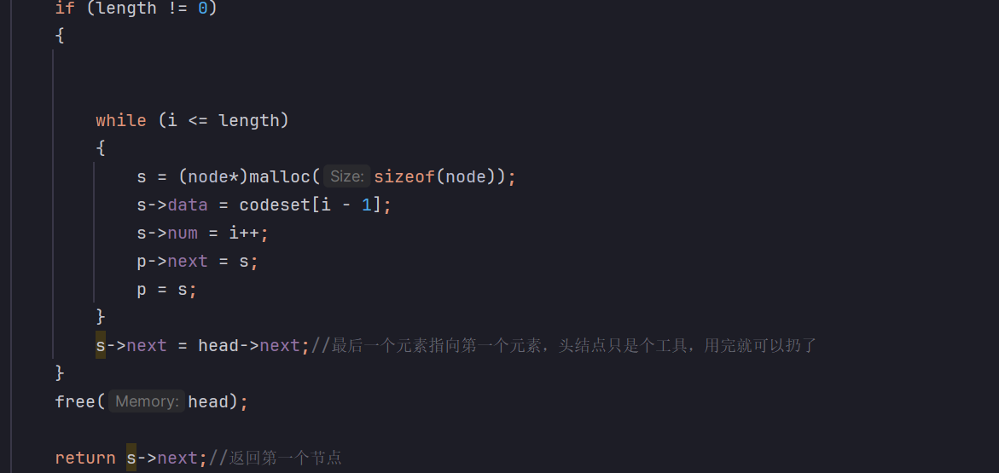 if (length != 0)
{
while (i <= length)
{
s = (node*)malloc( Size: sizeof(node));
s->data = codeset[i - 1];
s->num = i++;
p->next = s;
p = s;
}
s->next = head->next;//最后一个元素指向第一个元素，头结点只是个工具，用完就可以扔了
}
free( Memory: head);
return s->next;//返回第一个节点